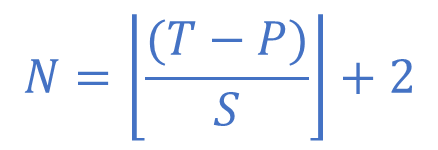 N = ⌊(T − P)/S⌋ + 2